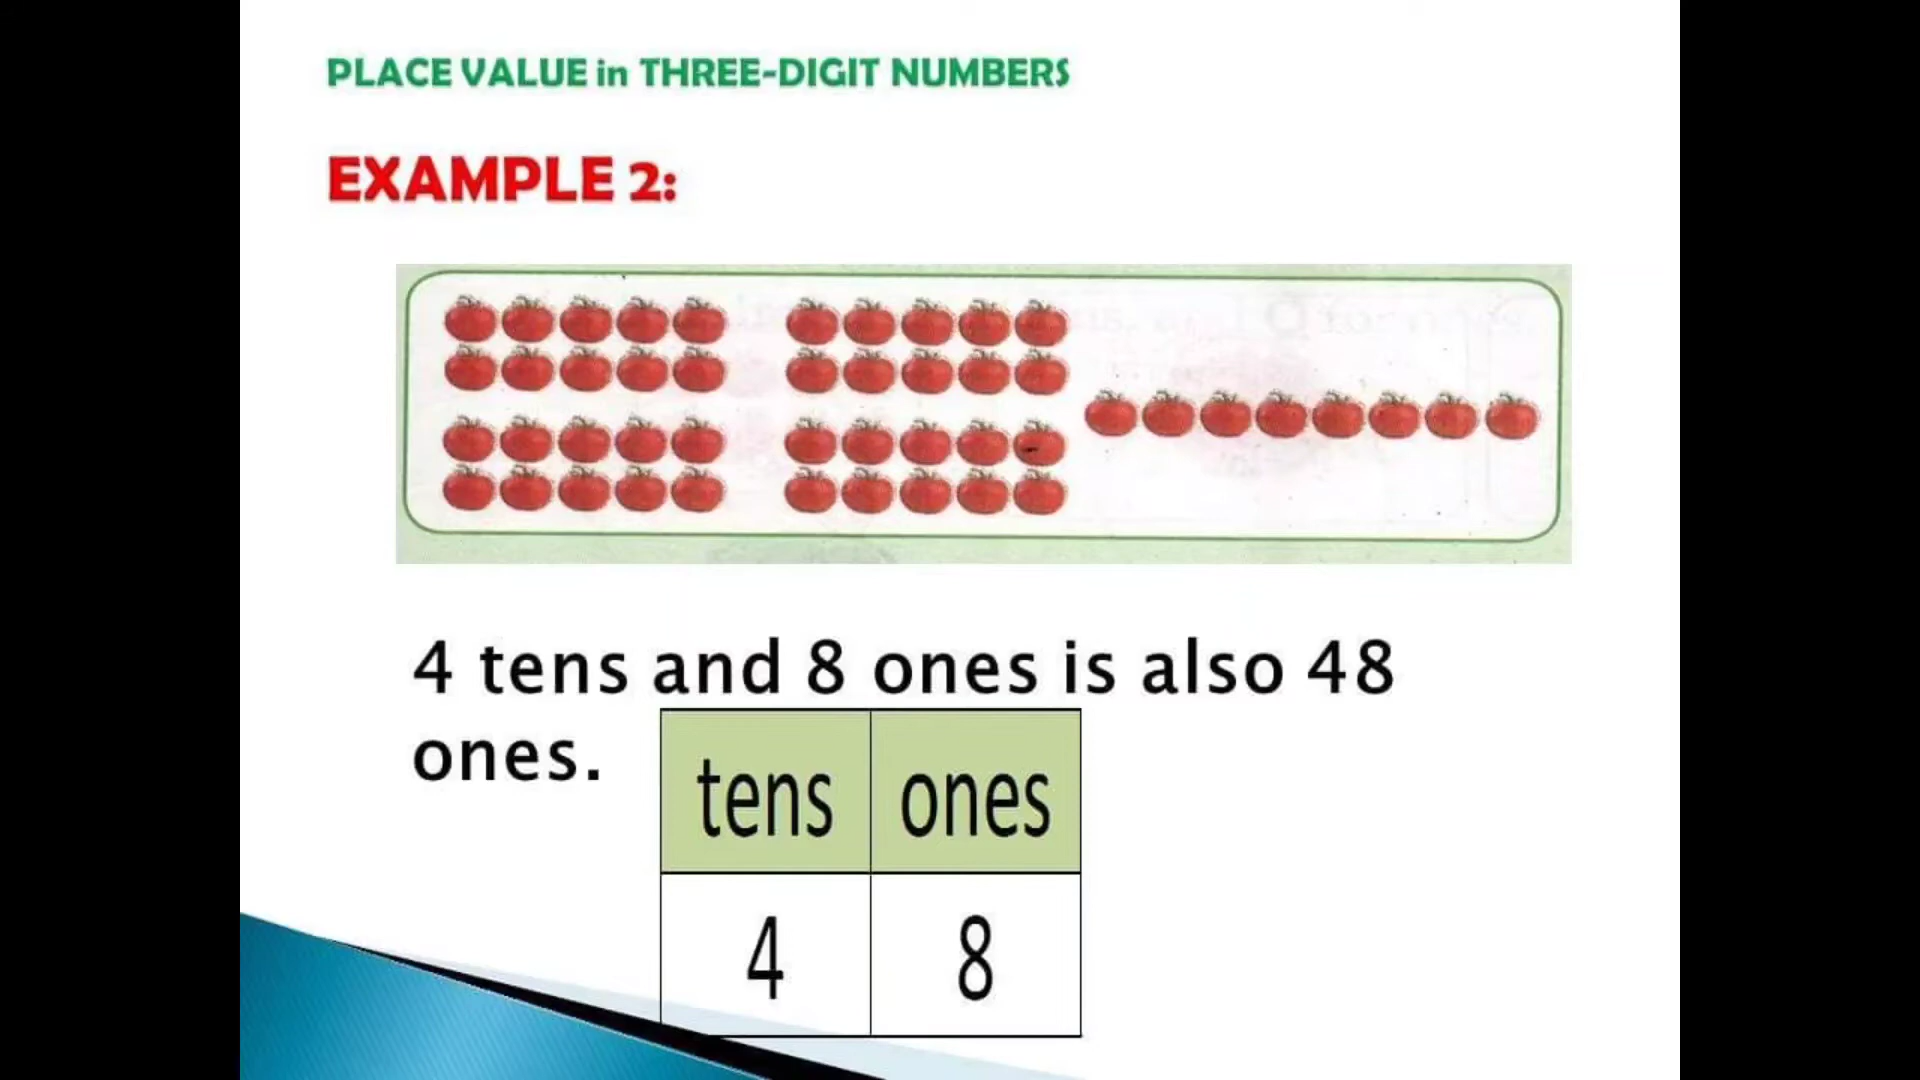 PLACE VALUE in THREE-DIGIT NUMBERS
EXAMPLE 2:
4 tens and 8 ones is also 48
ones.
tens ones
4 8